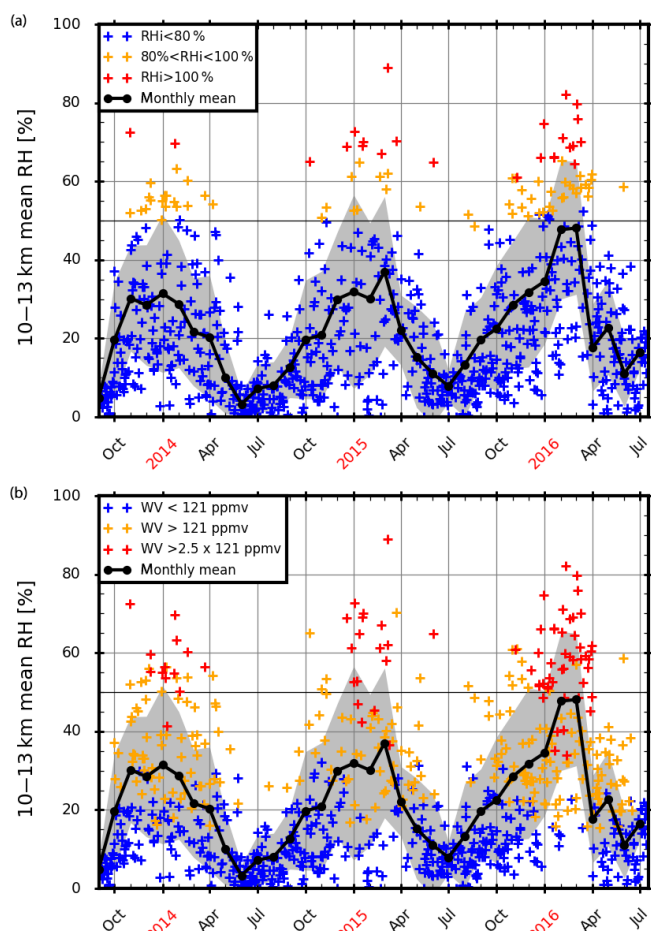 (a)
100
80
60
40
20
0
10−13 km mean RH [%]
RHi<80 %
80%<RHi<100 %
RHi>100 %
Monthly mean
Oct 2014 Apr Jul Oct 2015 Apr Jul Oct 2016 Apr Jul
(b)
100
80
60
40
20
0
10−13 km mean RH [%]
WV < 121 ppmv
WV > 121 ppmv
WV >2.5 x 121 ppmv
Monthly mean
Oct 2014 Apr Jul Oct 2015 Apr Jul Oct 2016 Apr Jul